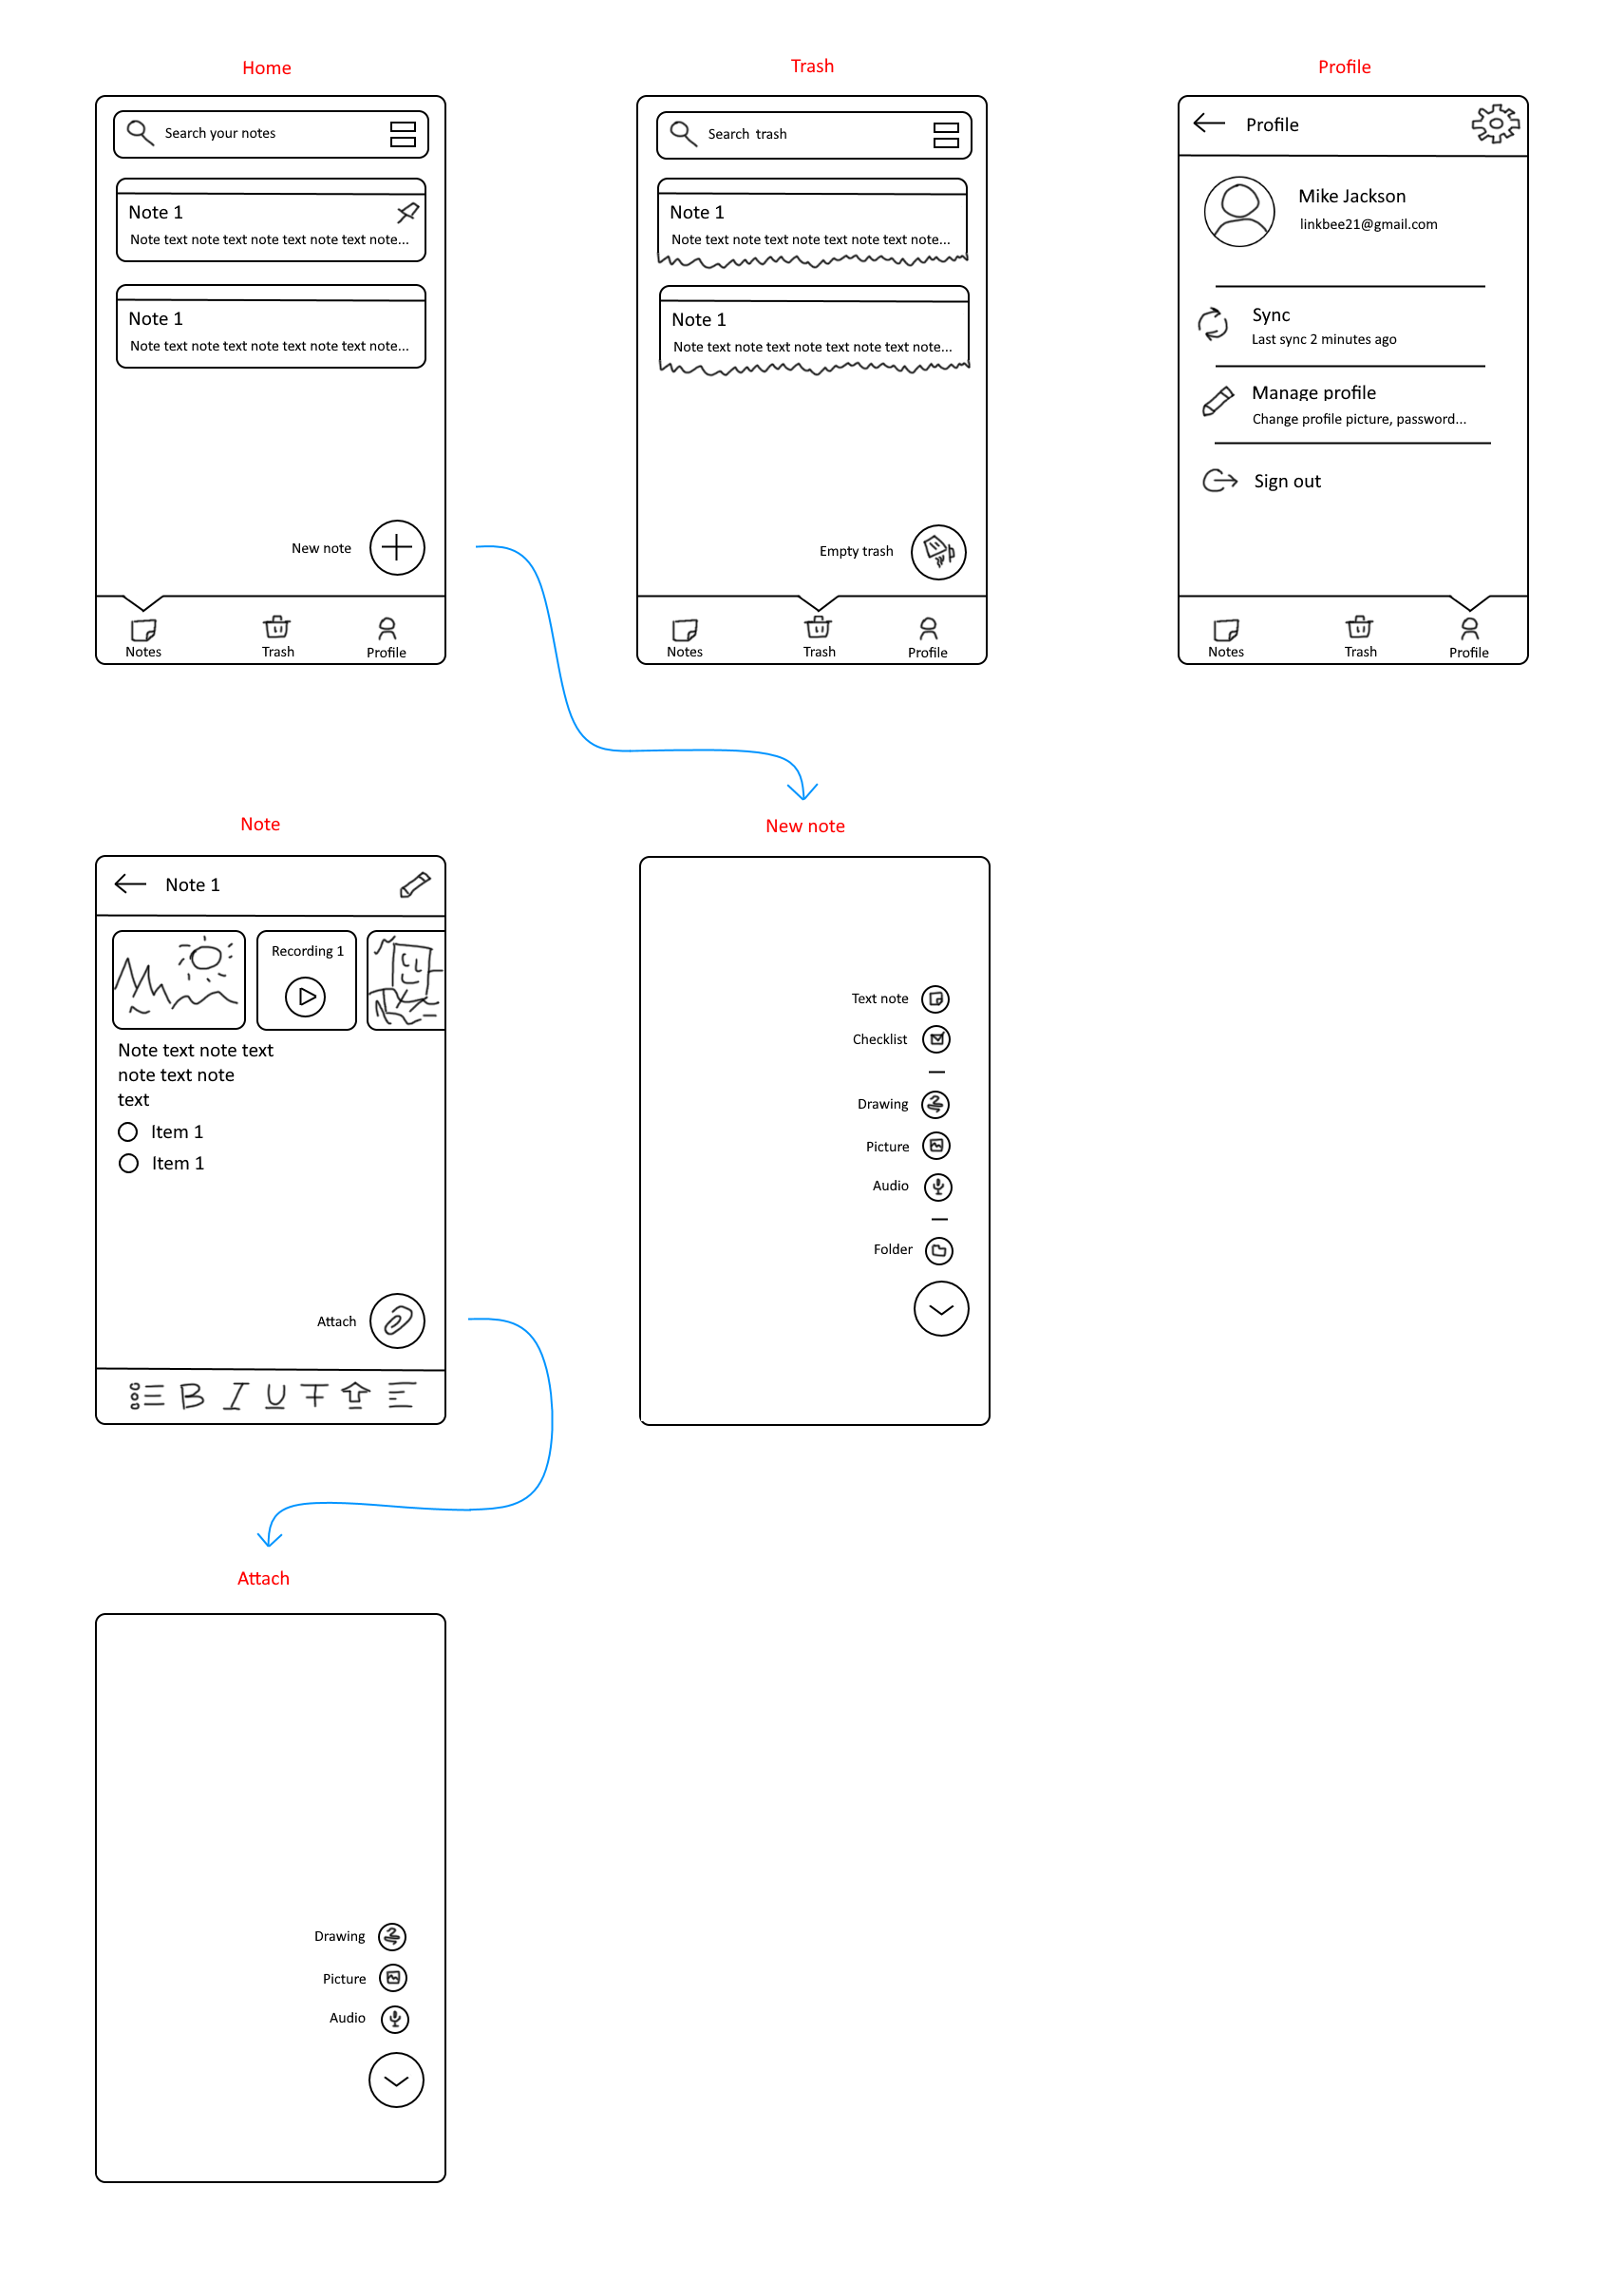 Home
Search your notes
Note 1
Note text note text note text note text note...
Note 1
Note text note text note text note text note...
New note
Notes
Trash
Profile
Trash
Search trash
Note 1
Note text note text note text note text note...
Note 1
Note text note text note text note text note...
Empty trash
Notes
Trash
Profile
Profile
Profile
Mike Jackson
linkbee21@gmail.com
Sync
Last sync 2 minutes ago
Manage profile
Change profile picture, password...
Sign out
Notes
Trash
Profile
Note
Note 1
Recording 1
Note text note text
note text note
text
Item 1
Item 1
Attach
B I U T
New note
Text note
Checklist
Drawing
Picture
Audio
Folder
Attach
Drawing
Picture
Audio